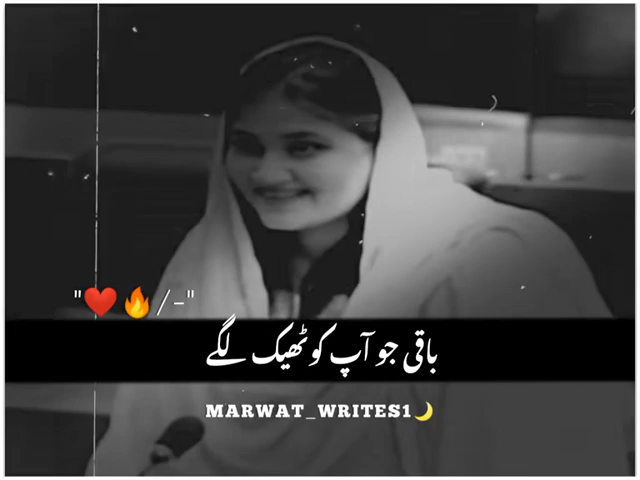 "❤️🔥/-"
باقی جو آپ کو ٹھیک لگے
MARWAT_WRITES1🌙